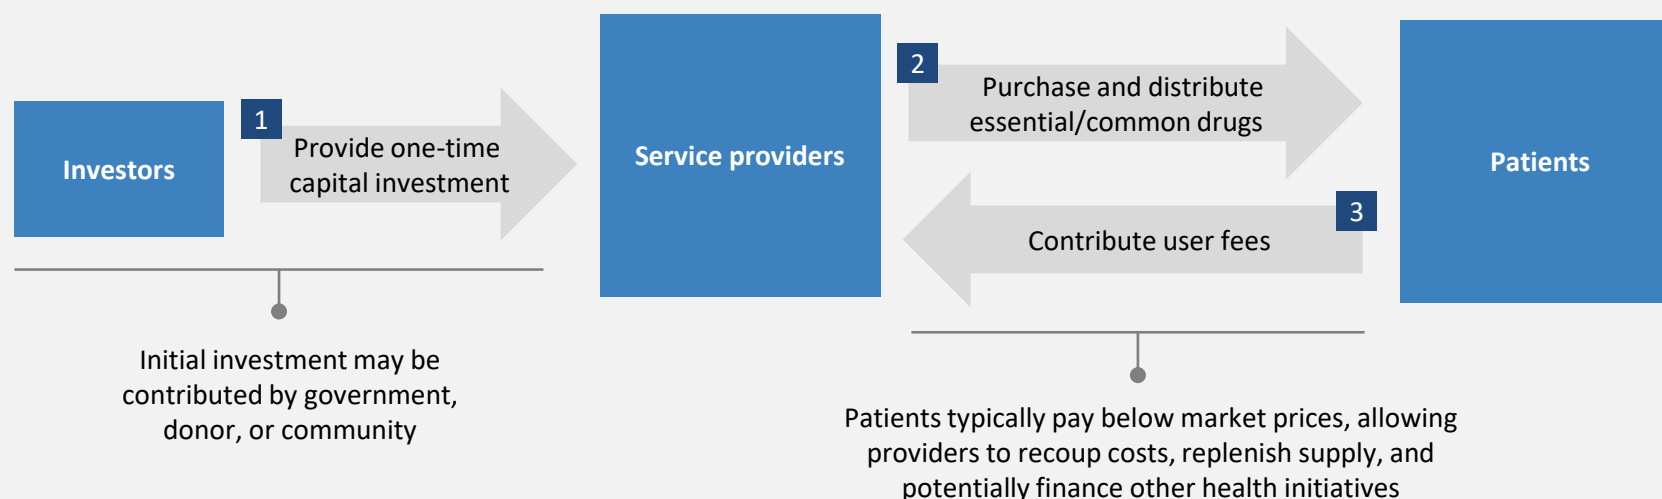 Investors
1
Provide one-time
capital investment
Service providers
2
Purchase and distribute
essential/common drugs
3
Contribute user fees
Patients
Initial investment may be
contributed by government,
donor, or community
Patients typically pay below market prices, allowing
providers to recoup costs, replenish supply, and
potentially finance other health initiatives